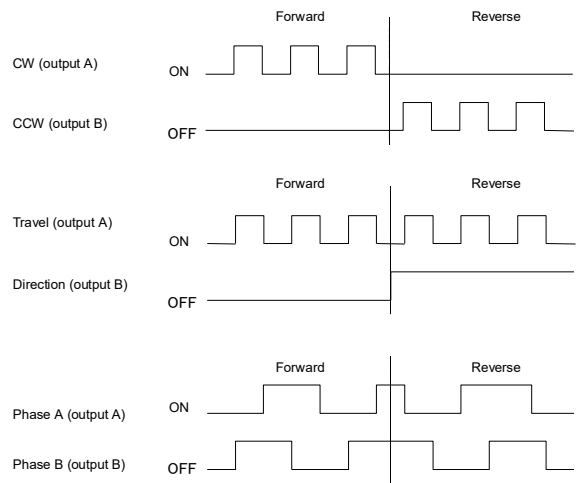 Forward Reverse
CW (output A) ON
CCW (output B) OFF
Forward Reverse
Travel (output A) ON
Direction (output B) OFF
Forward Reverse
Phase A (output A) ON
Phase B (output B) OFF